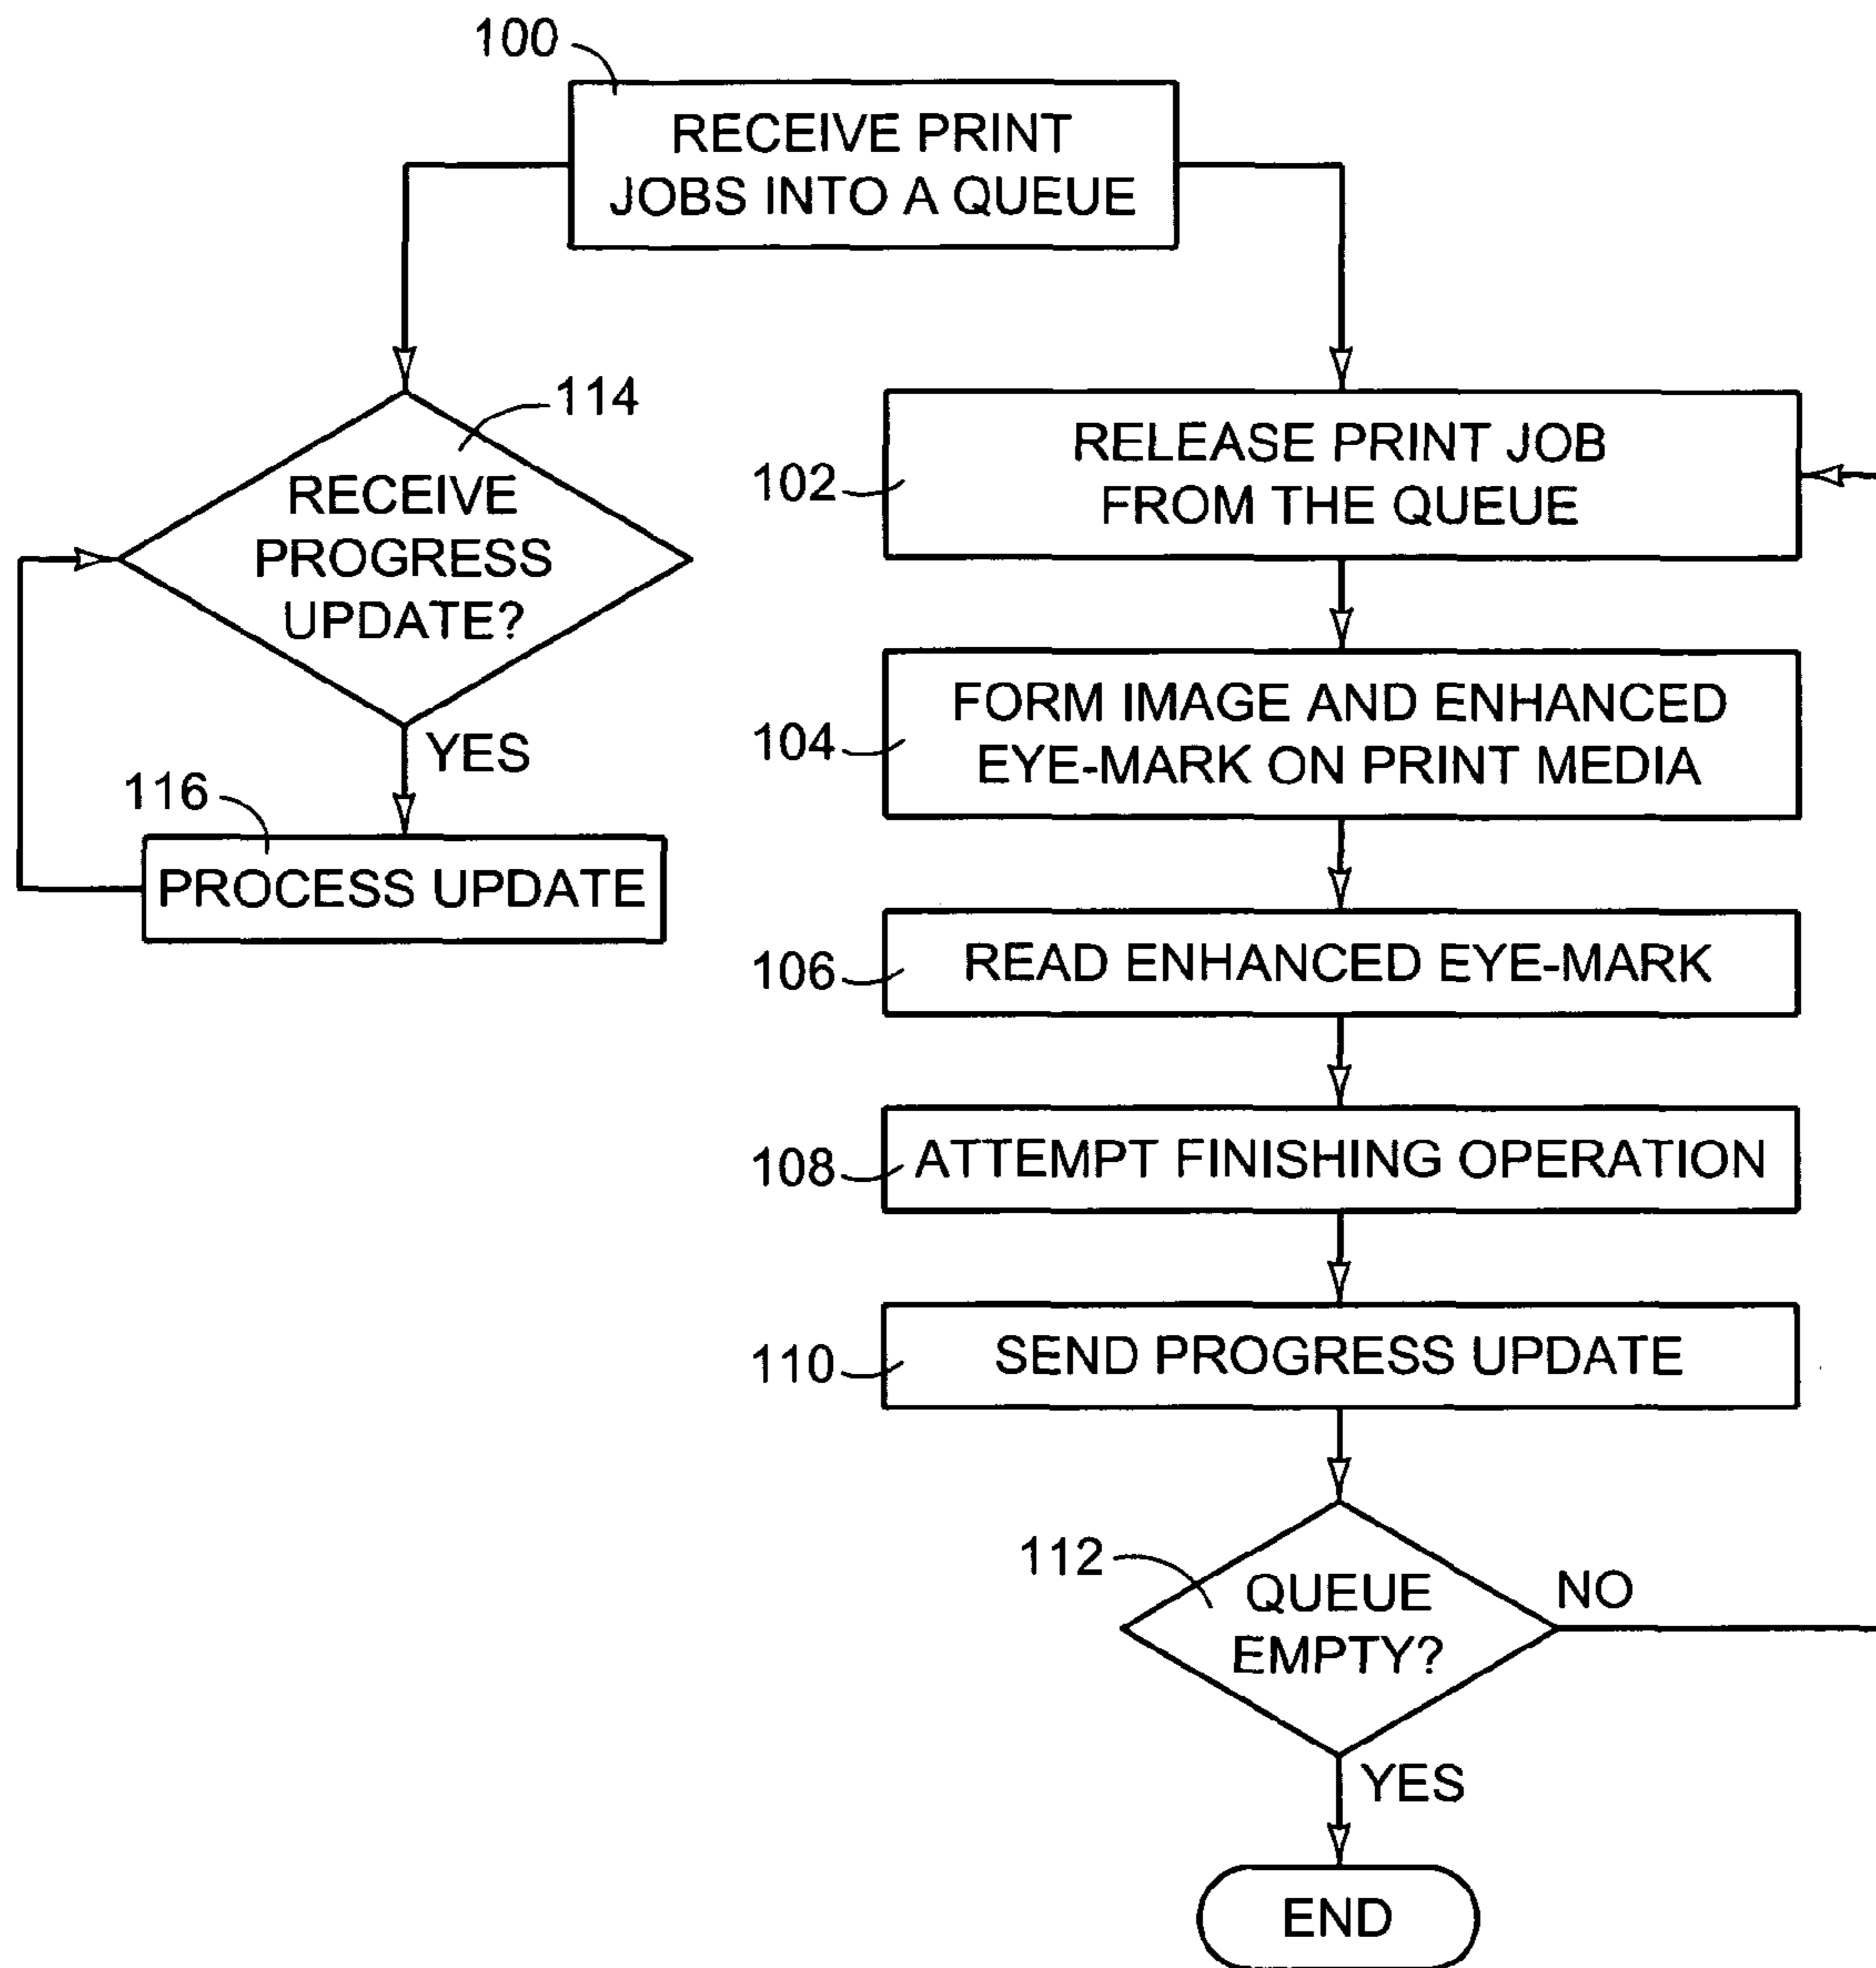 100
RECEIVE PRINT
JOBS INTO A QUEUE
114
RECEIVE
PROGRESS
UPDATE?
YES
116
PROCESS UPDATE
102
RELEASE PRINT JOB
FROM THE QUEUE
104
FORM IMAGE AND ENHANCED
EYE-MARK ON PRINT MEDIA
106
READ ENHANCED EYE-MARK
108
ATTEMPT FINISHING OPERATION
110
SEND PROGRESS UPDATE
112
QUEUE
EMPTY?
NO
YES
END